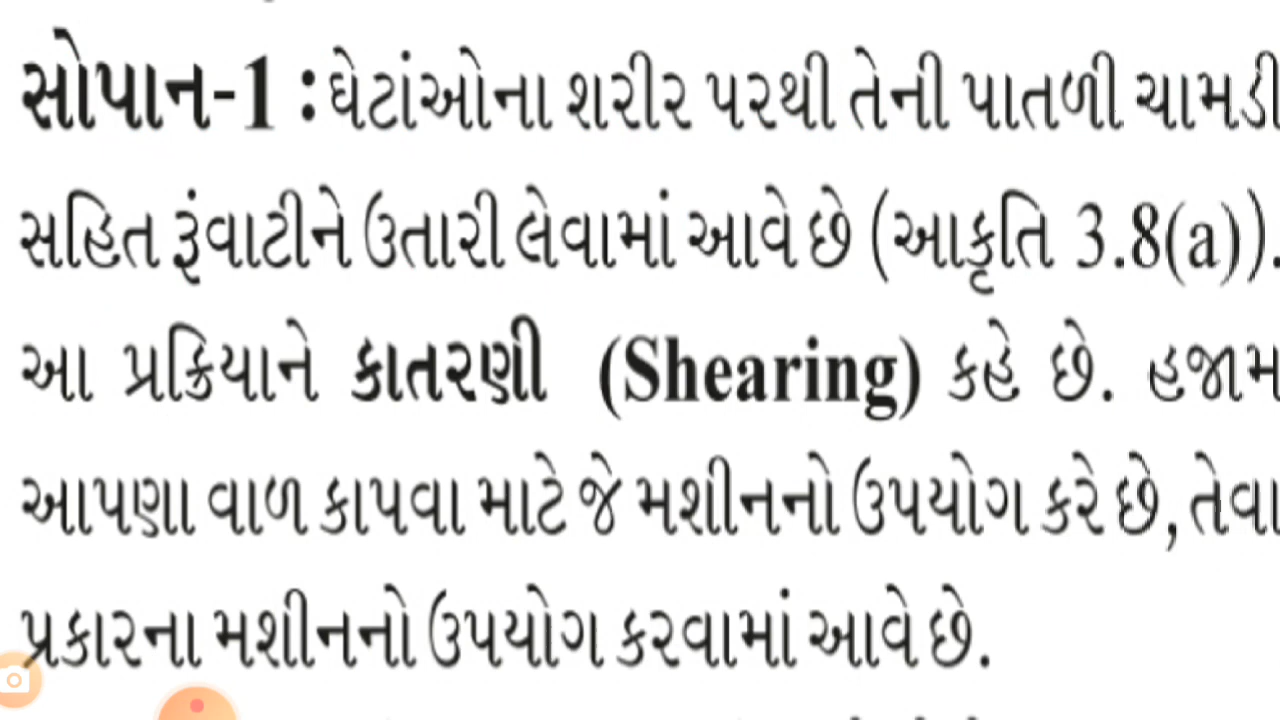 સોપાન-1 : ઘેટાંઓના શરીર પરથી તેની પાતળી ચામડી
સહિત રૂંવાટીને ઉતારી લેવામાં આવે છે (આકૃતિ 3.8(a)).
આ પ્રક્રિયાને કાતરણી (Shearing) કહે છે. હજામ
આપણા વાળ કાપવા માટે જે મશીનનો ઉપયોગ કરે છે, તેવા
પ્રકારના મશીનનો ઉપયોગ કરવામાં આવે છે.